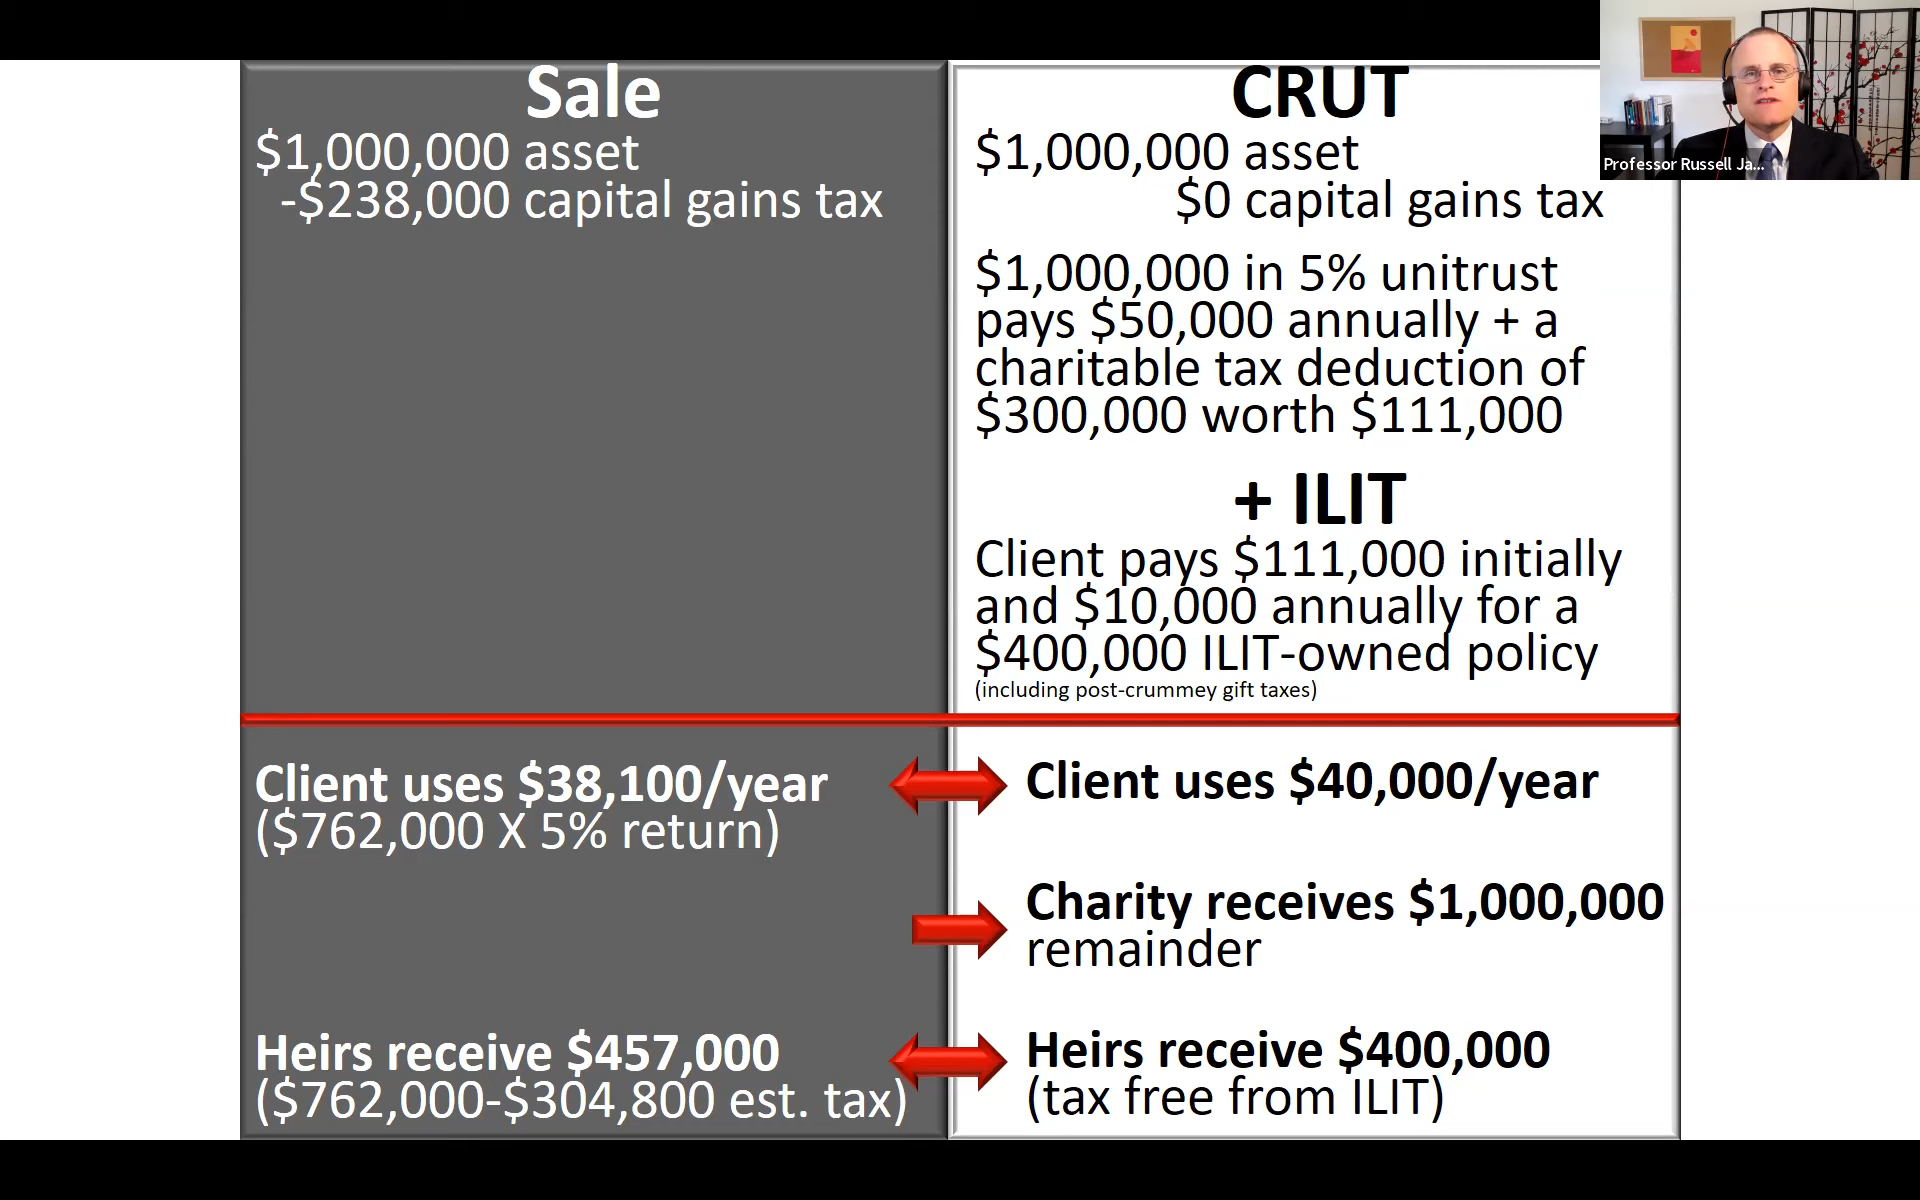 Sale
$1,000,000 asset
-$238,000 capital gains tax
CRUT
$1,000,000 asset
$0 capital gains tax
$1,000,000 in 5% unitrust
pays $50,000 annually + a
charitable tax deduction of
$300,000 worth $111,000
+ ILIT
Client pays $111,000 initially
and $10,000 annually for a
$400,000 ILIT-owned policy
(including post-crummey gift taxes)
Client uses $38,100/year
($762,000 X 5% return)
Client uses $40,000/year
Charity receives $1,000,000
remainder
Heirs receive $457,000
($762,000-$304,800 est. tax)
Heirs receive $400,000
(tax free from ILIT)
Professor Russell Ja...